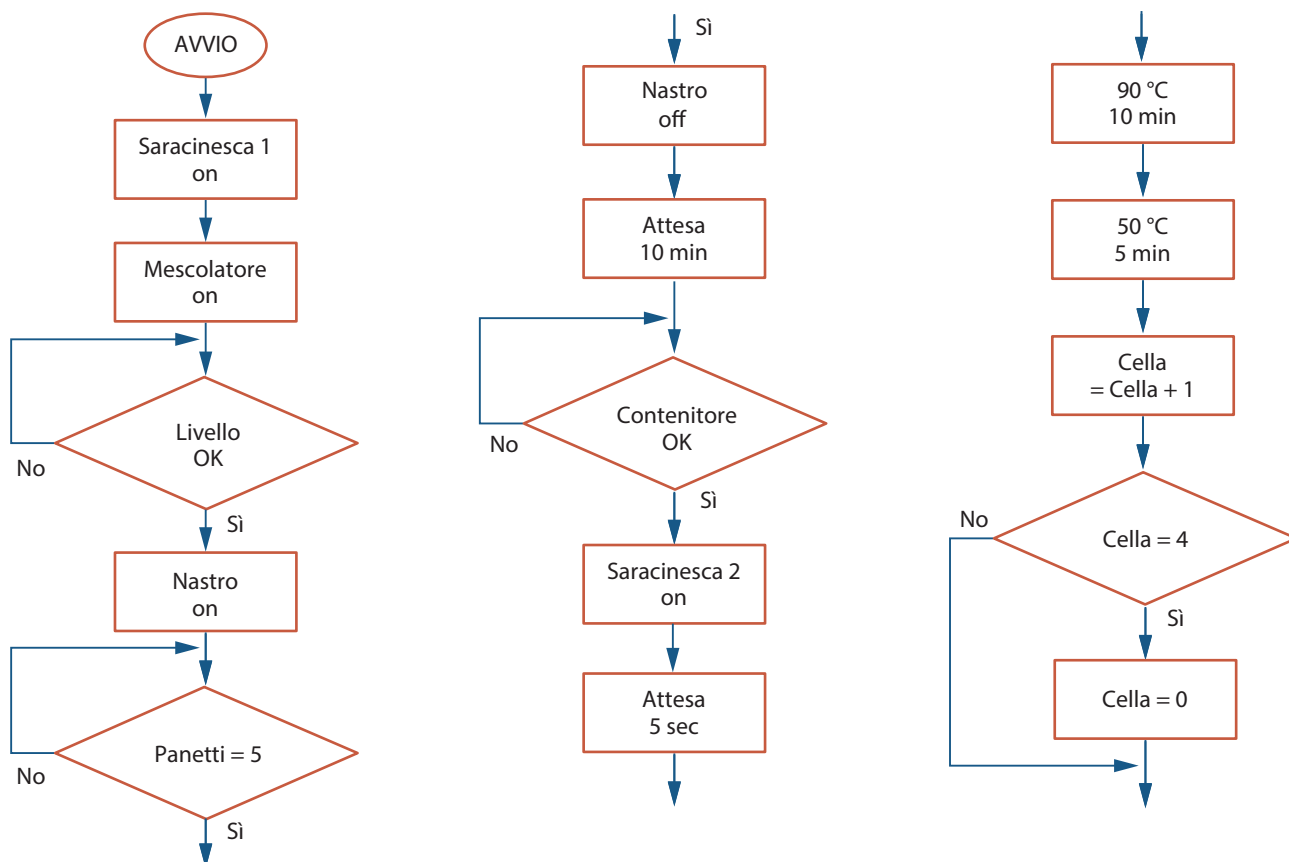 AVVIO
Saracinesca 1
on
Mescolatore
on
Livello
OK
No
Sì
Nastro
on
Panetti = 5
No
Sì
Sì
Nastro
off
Attesa
10 min
Contenitore
OK
No
Sì
Saracinesca 2
on
Attesa
5 sec
90 °C
10 min
50 °C
5 min
Cella
= Cella + 1
No
Cella = 4
Sì
Cella = 0